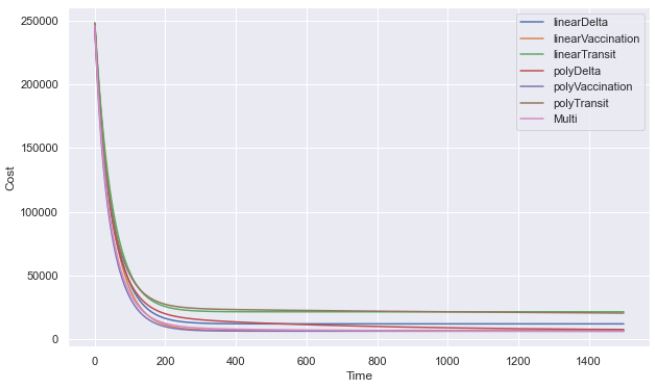 250000
200000
150000
100000
50000
0
Cost
0 200 400 600 800 1000 1200 1400
Time
linearDelta
linearVaccination
linearTransit
polyDelta
polyVaccination
polyTransit
Multi